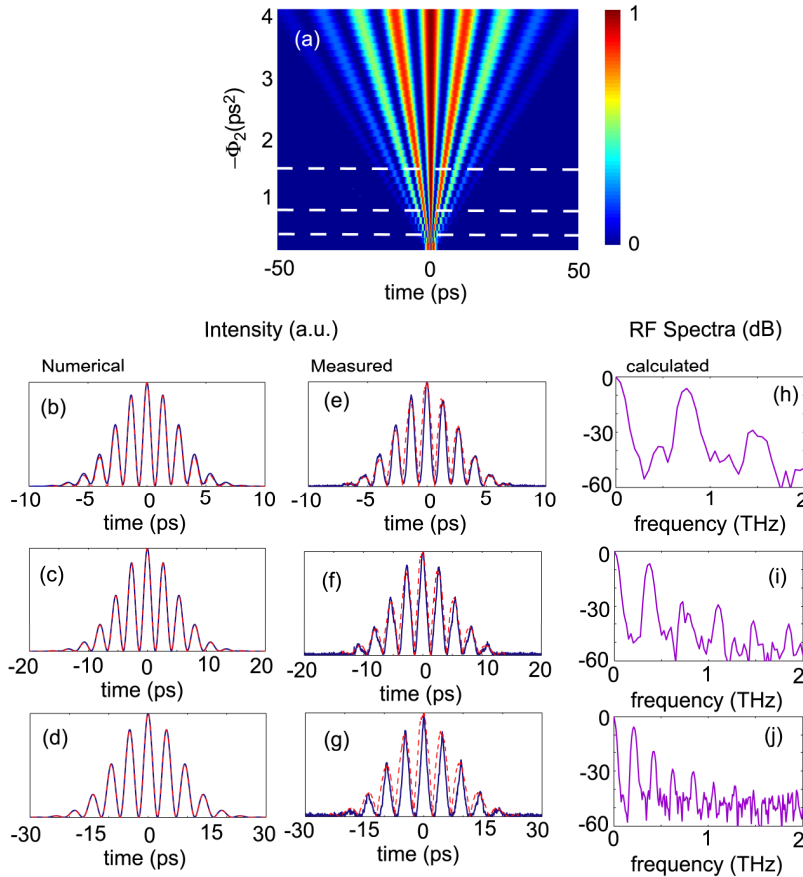 4
3
2
1
−Φ2(ps²)
(a)
-50
0
50
time (ps)
1
0
Intensity (a.u.)
RF Spectra (dB)
Numerical
Measured
calculated
(b)
-10
-5
0
5
10
time (ps)
(e)
-10
-5
0
5
10
time (ps)
0
-30
-60
(h)
0
1
2
frequency (THz)
(c)
-20
-10
0
10
20
time (ps)
(f)
-20
-10
0
10
20
time (ps)
0
-30
-60
(i)
0
1
2
frequency (THz)
(d)
-30
-15
0
15
30
time (ps)
(g)
-30
-15
0
15
30
time (ps)
0
-30
-60
(j)
0
1
2
frequency (THz)